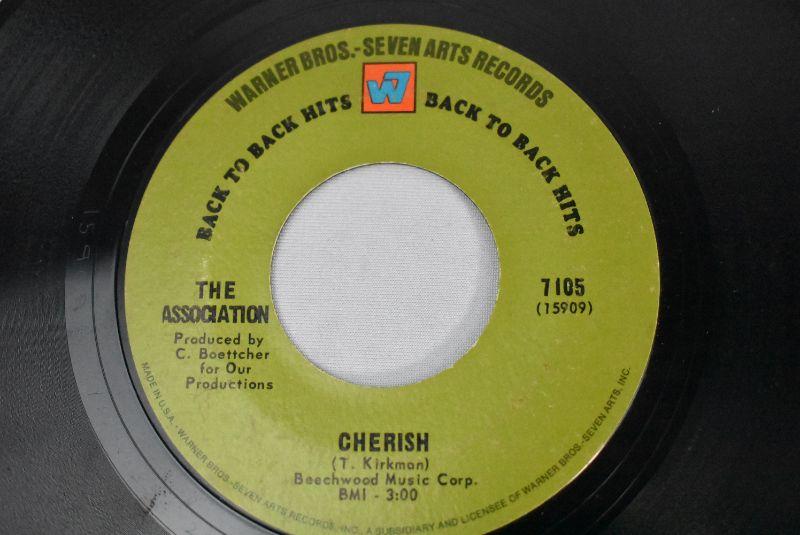 WARNER BROS.-SEVEN ARTS RECORDS
W7
BACK TO BACK HITS BACK TO BACK HITS
THE
ASSOCIATION
Produced by
C. Boettcher
for Our
Productions
7105
(15909)
CHERISH
(T. Kirkman)
Beechwood Music Corp.
BMI - 3:00
MADE IN U.S.A. - WARNER BROS.-SEVEN ARTS RECORDS, INC., A SUBSIDIARY AND LICENSEE OF WARNER BROS.-SEVEN ARTS, INC.